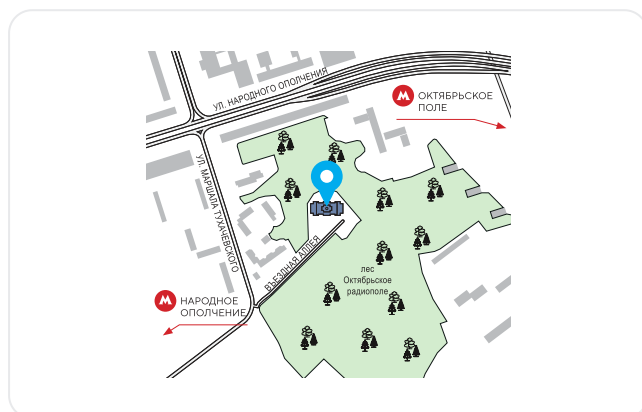 УЛ. НАРОДНОГО ОПОЛЧЕНИЯ
М ОКТЯБРЬСКОЕ
ПОЛЕ
УЛ. МАРШАЛА ТУХАЧЕВСКОГО
ВЪЕЗДНАЯ АЛЛЕЯ
лес
Октябрьское
радиополе
М НАРОДНОЕ
ОПОЛЧЕНИЕ